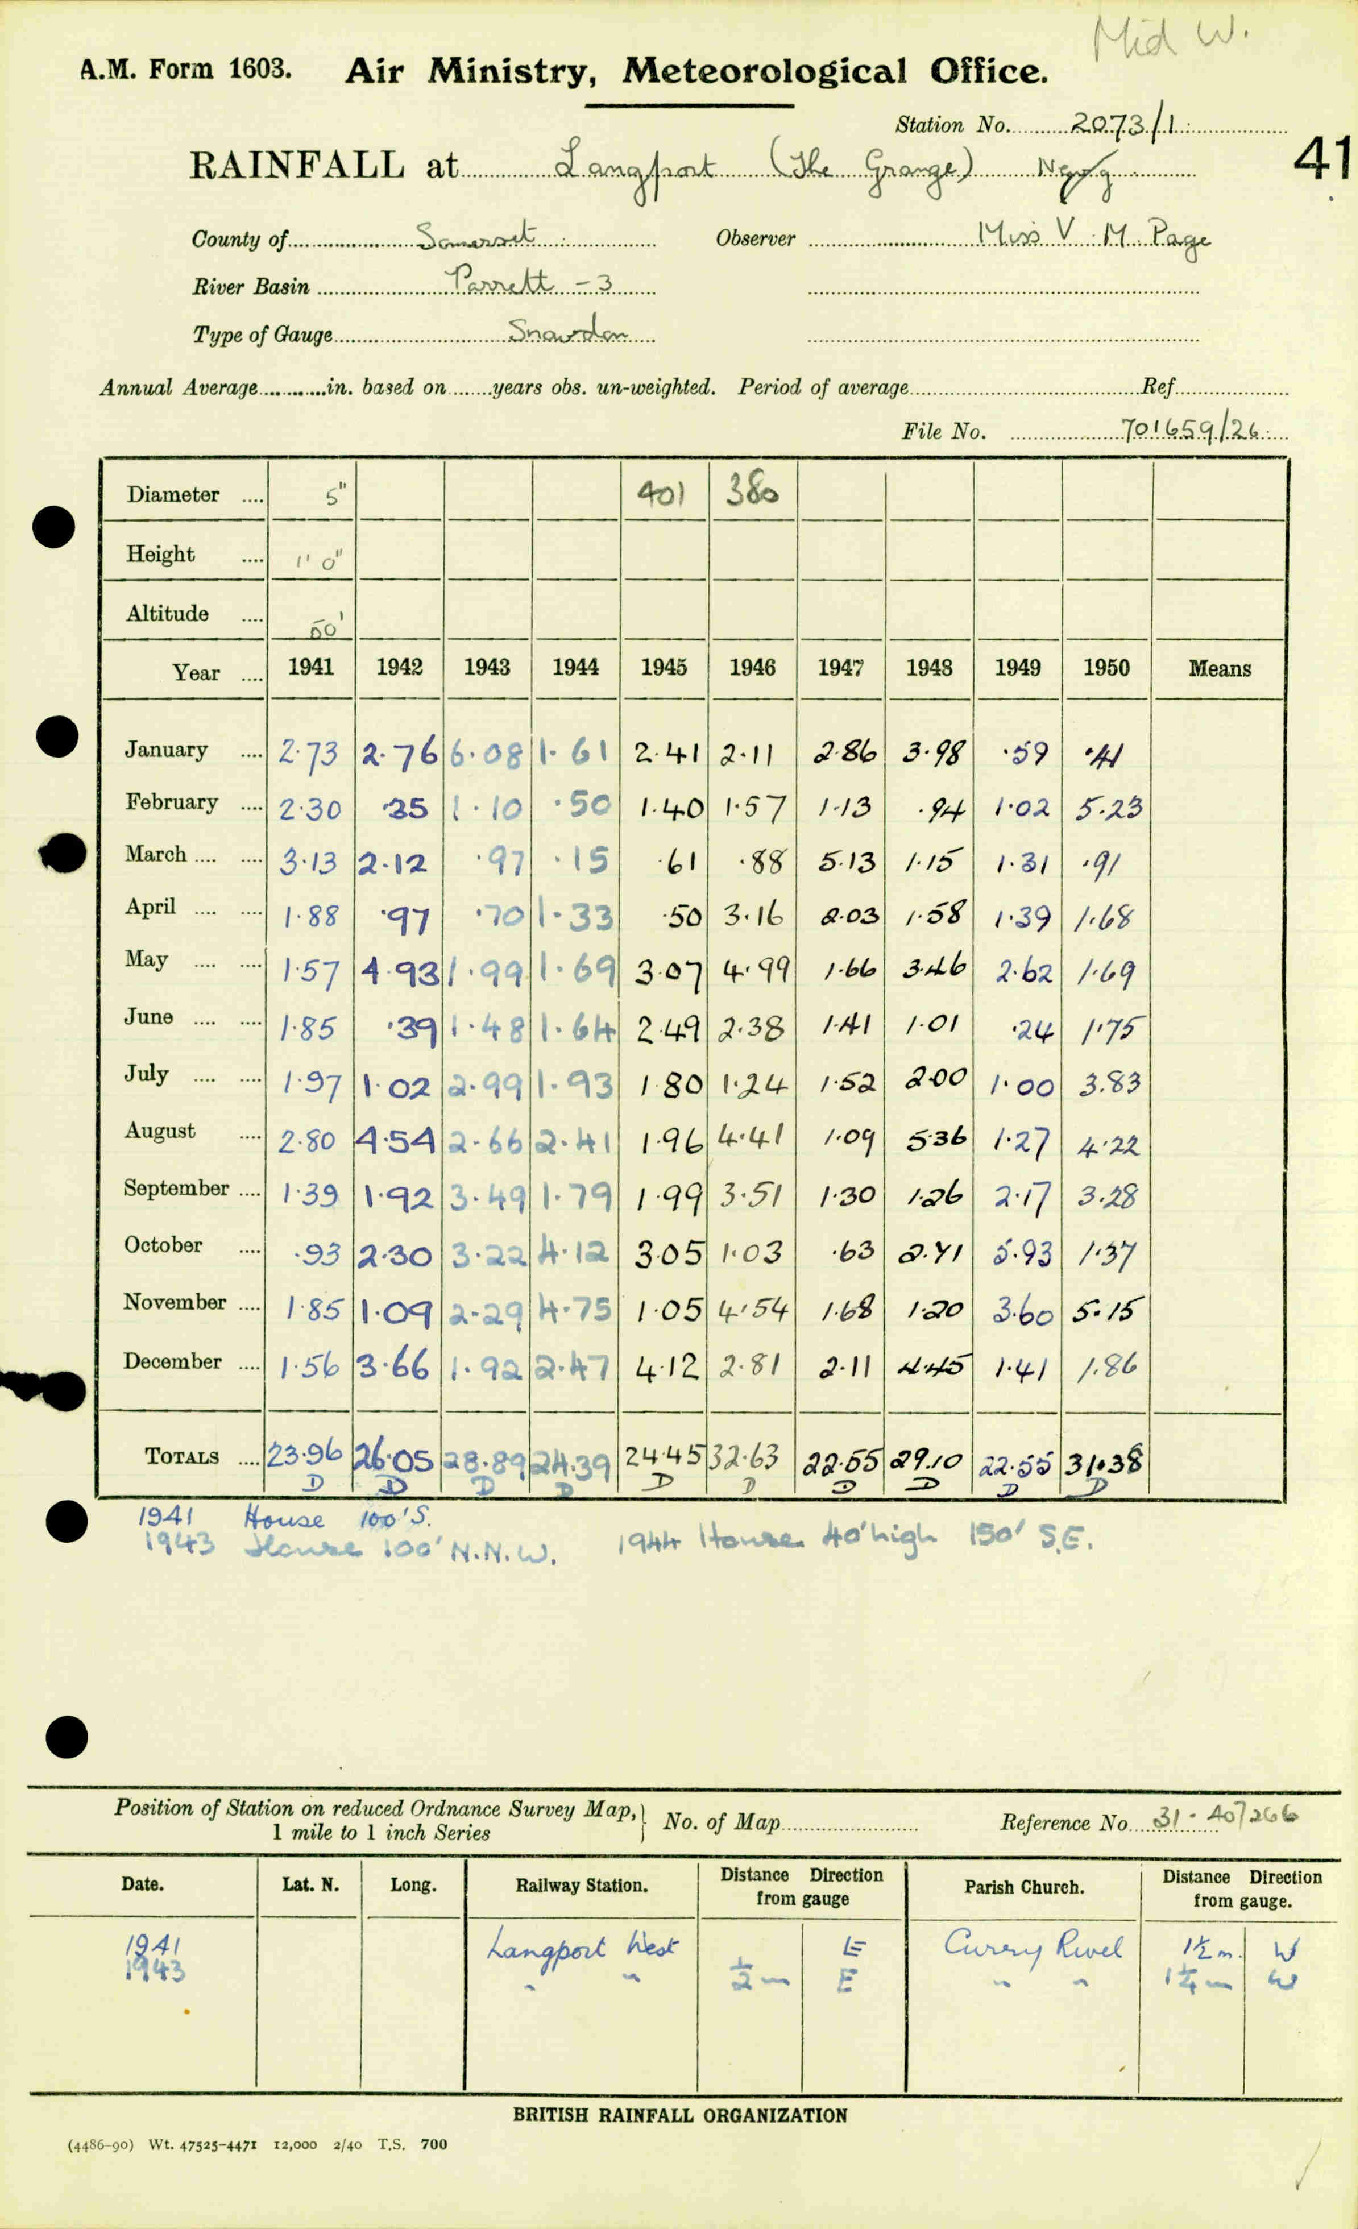 Mid W.
A.M. Form 1603. Air Ministry, Meteorological Office.
Station No. 2073/1
RAINFALL at Langport (The Grange)
41
County of Somerset Observer Miss V. M. Page
River Basin Parrett - 3
Type of Gauge Snowdon
Annual Average in. based on years obs. un-weighted. Period of average Ref.
File No. 701659/26
Diameter 5" 401 380
Height 1' 0"
Altitude 50'
Year 1941 1942 1943 1944 1945 1946 1947 1948 1949 1950 Means
January 2.73 2.76 6.08 1.61 2.41 2.11 2.86 3.98 .59 .41
February 2.30 .35 1.10 .50 1.40 1.57 1.13 .94 1.02 5.23
March 3.13 2.12 .97 .15 .61 .88 5.13 1.15 1.31 .91
April 1.88 .97 .70 1.33 .50 3.16 2.03 1.58 1.39 1.68
May 1.57 4.93 1.99 1.69 3.07 4.99 1.66 3.46 2.62 1.69
June 1.85 .39 1.48 1.64 2.49 2.38 1.41 1.01 .24 1.75
July 1.97 1.02 2.99 1.93 1.80 1.24 1.52 2.00 1.00 3.83
August 2.80 4.54 2.66 2.41 1.96 4.41 1.09 5.36 1.27 4.22
September 1.39 1.92 3.49 1.79 1.99 3.51 1.30 1.26 2.17 3.28
October .93 2.30 3.22 4.12 3.05 1.03 .63 2.71 5.93 1.37
November 1.85 1.09 2.29 4.75 1.05 4.54 1.68 1.20 3.60 5.15
December 1.56 3.66 1.92 2.47 4.12 2.81 2.11 4.45 1.41 1.86
TOTALS 23.96 26.05 28.89 24.39 24.45 32.63 22.55 29.10 22.55 31.38
D D D D D D D D D D
1941 House 100' S.
1943 House 100' N.N.W. 1944 House 40' high 150' S.E.
Position of Station on reduced Ordnance Survey Map, No. of Map Reference No. 31-407266
1 mile to 1 inch Series
Date. Lat. N. Long. Railway Station. Distance Direction from gauge Parish Church. Distance Direction from gauge.
1941 Langport West E Curry Rivel 1½ m. W
1943 " " ½ m E " " 1¼ m W
BRITISH RAINFALL ORGANIZATION
(4486-90) Wt. 47525-4471 12,000 2/40 T.S. 700